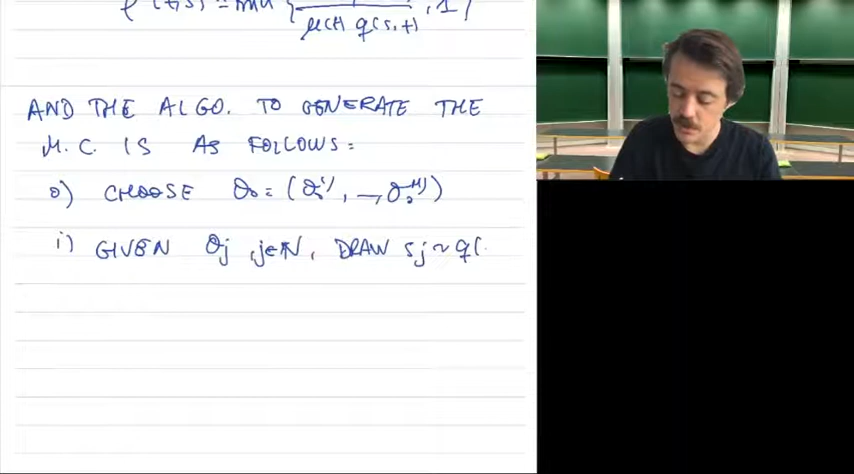 μ(t) q(s,t)
AND THE ALGO. TO GENERATE THE
M.C. IS AS FOLLOWS:
0) CHOOSE θ₀ = (θ₀⁽¹⁾, —, θ₀⁽ᴹ⁾)
i) GIVEN θj, j∈ℕ, DRAW sj ~ q(